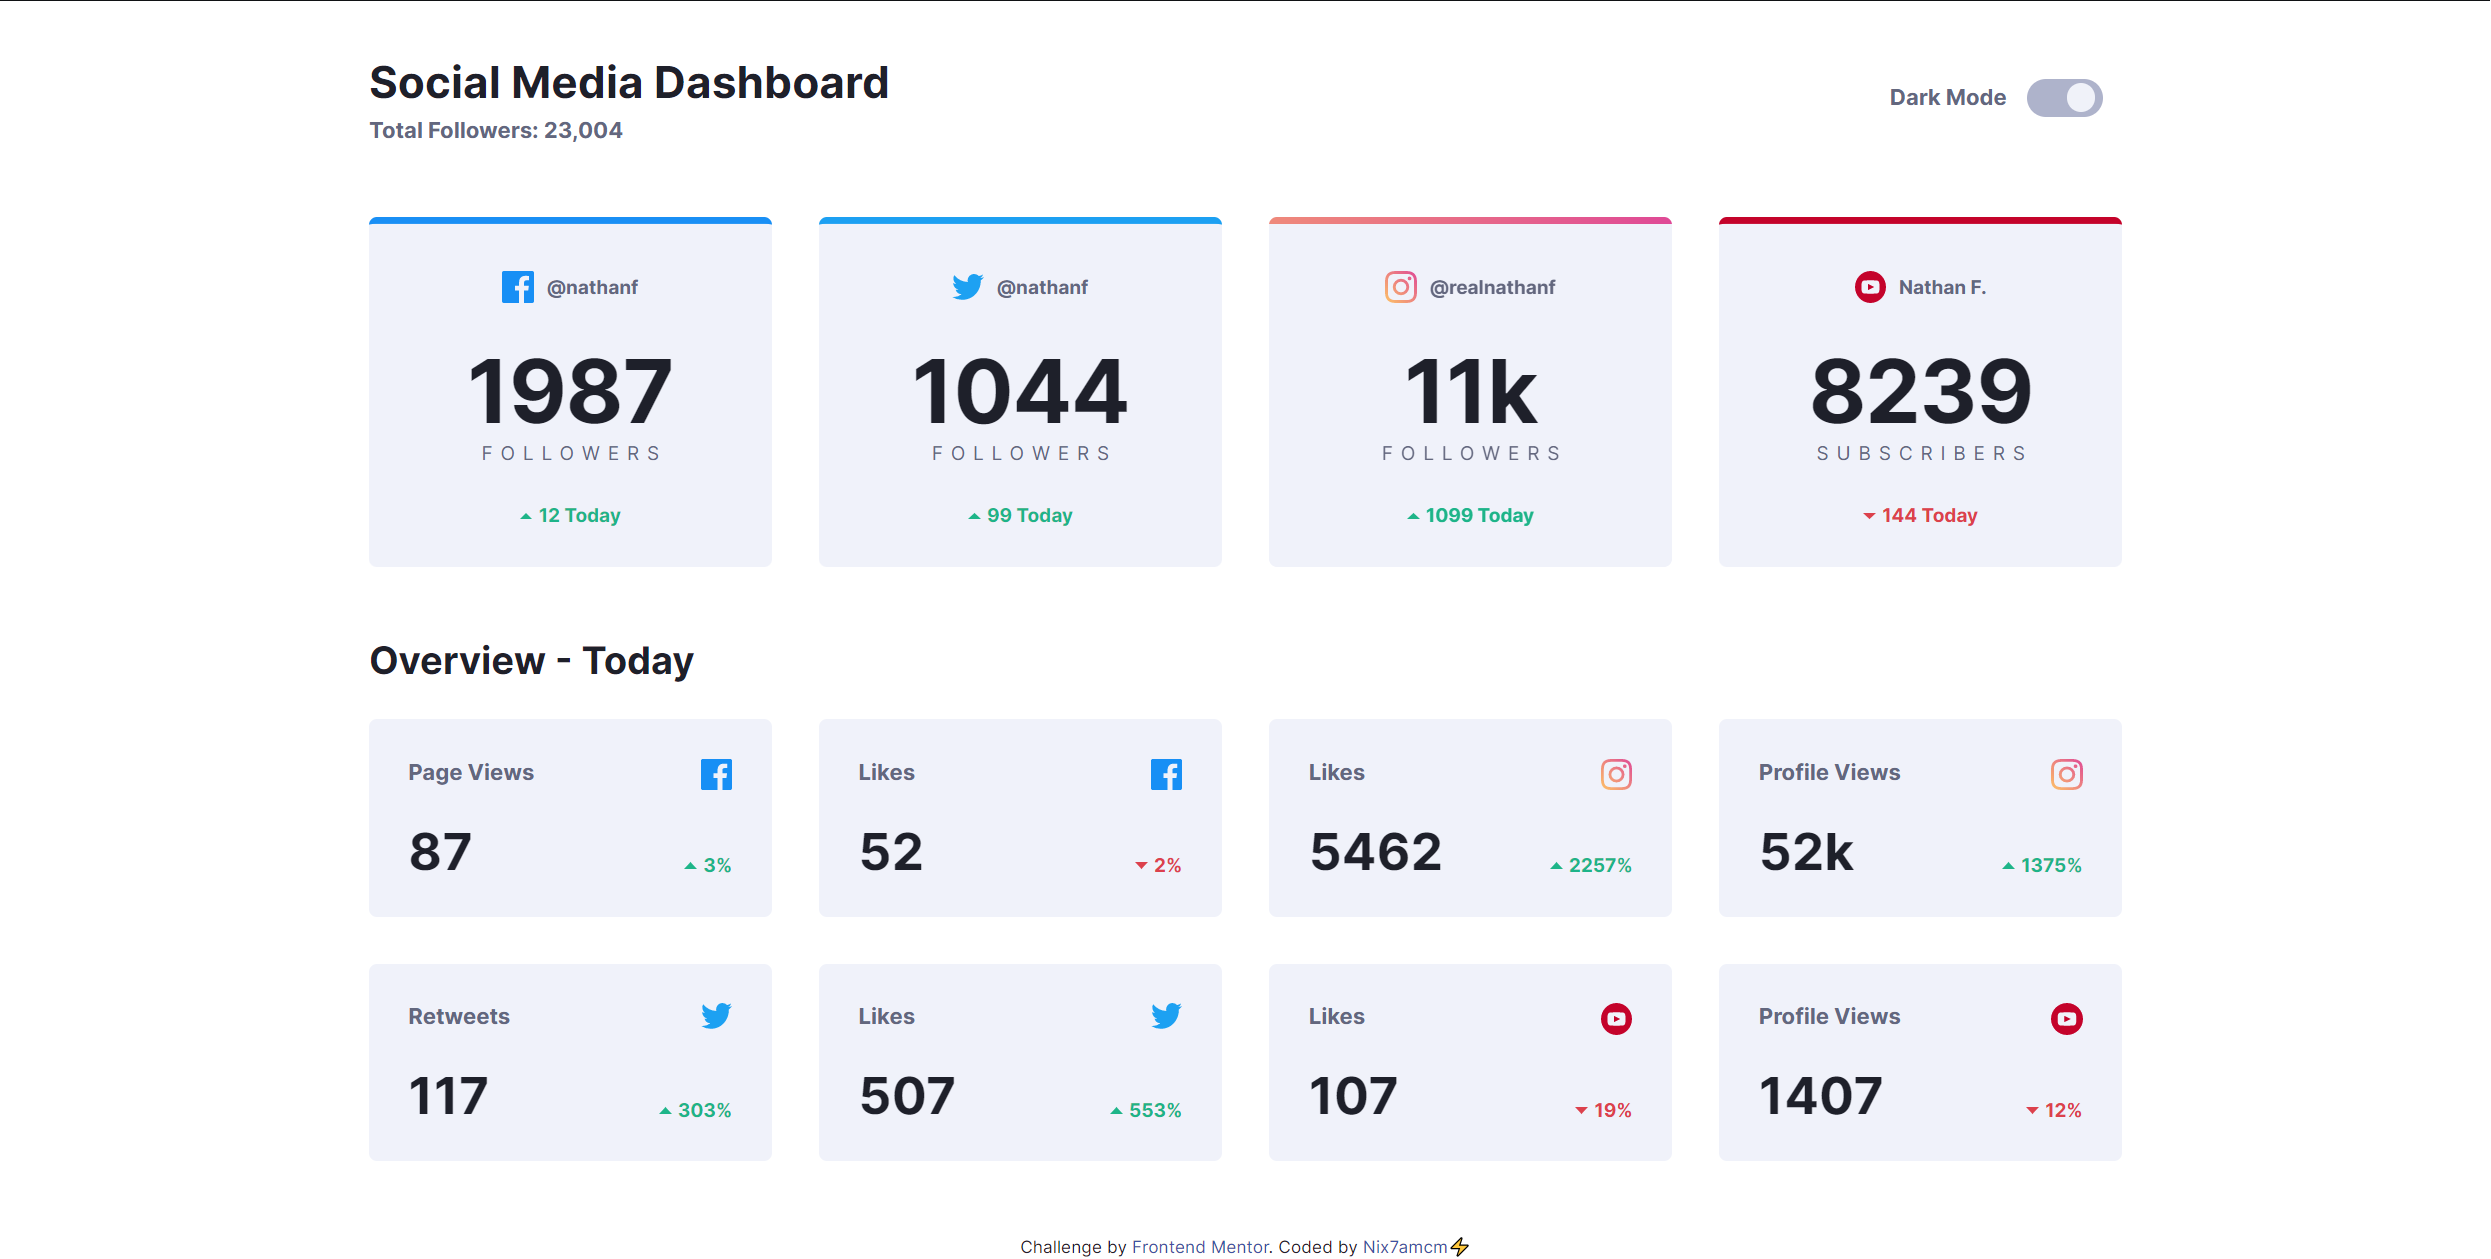 Social Media Dashboard
Total Followers: 23,004
Dark Mode
@nathanf
1987
FOLLOWERS
12 Today
@nathanf
1044
FOLLOWERS
99 Today
@realnathanf
11k
FOLLOWERS
1099 Today
Nathan F.
8239
SUBSCRIBERS
144 Today
Overview - Today
Page Views
87
3%
Likes
52
2%
Likes
5462
2257%
Profile Views
52k
1375%
Retweets
117
303%
Likes
507
553%
Likes
107
19%
Profile Views
1407
12%
Challenge by Frontend Mentor. Coded by Nix7amcm⚡